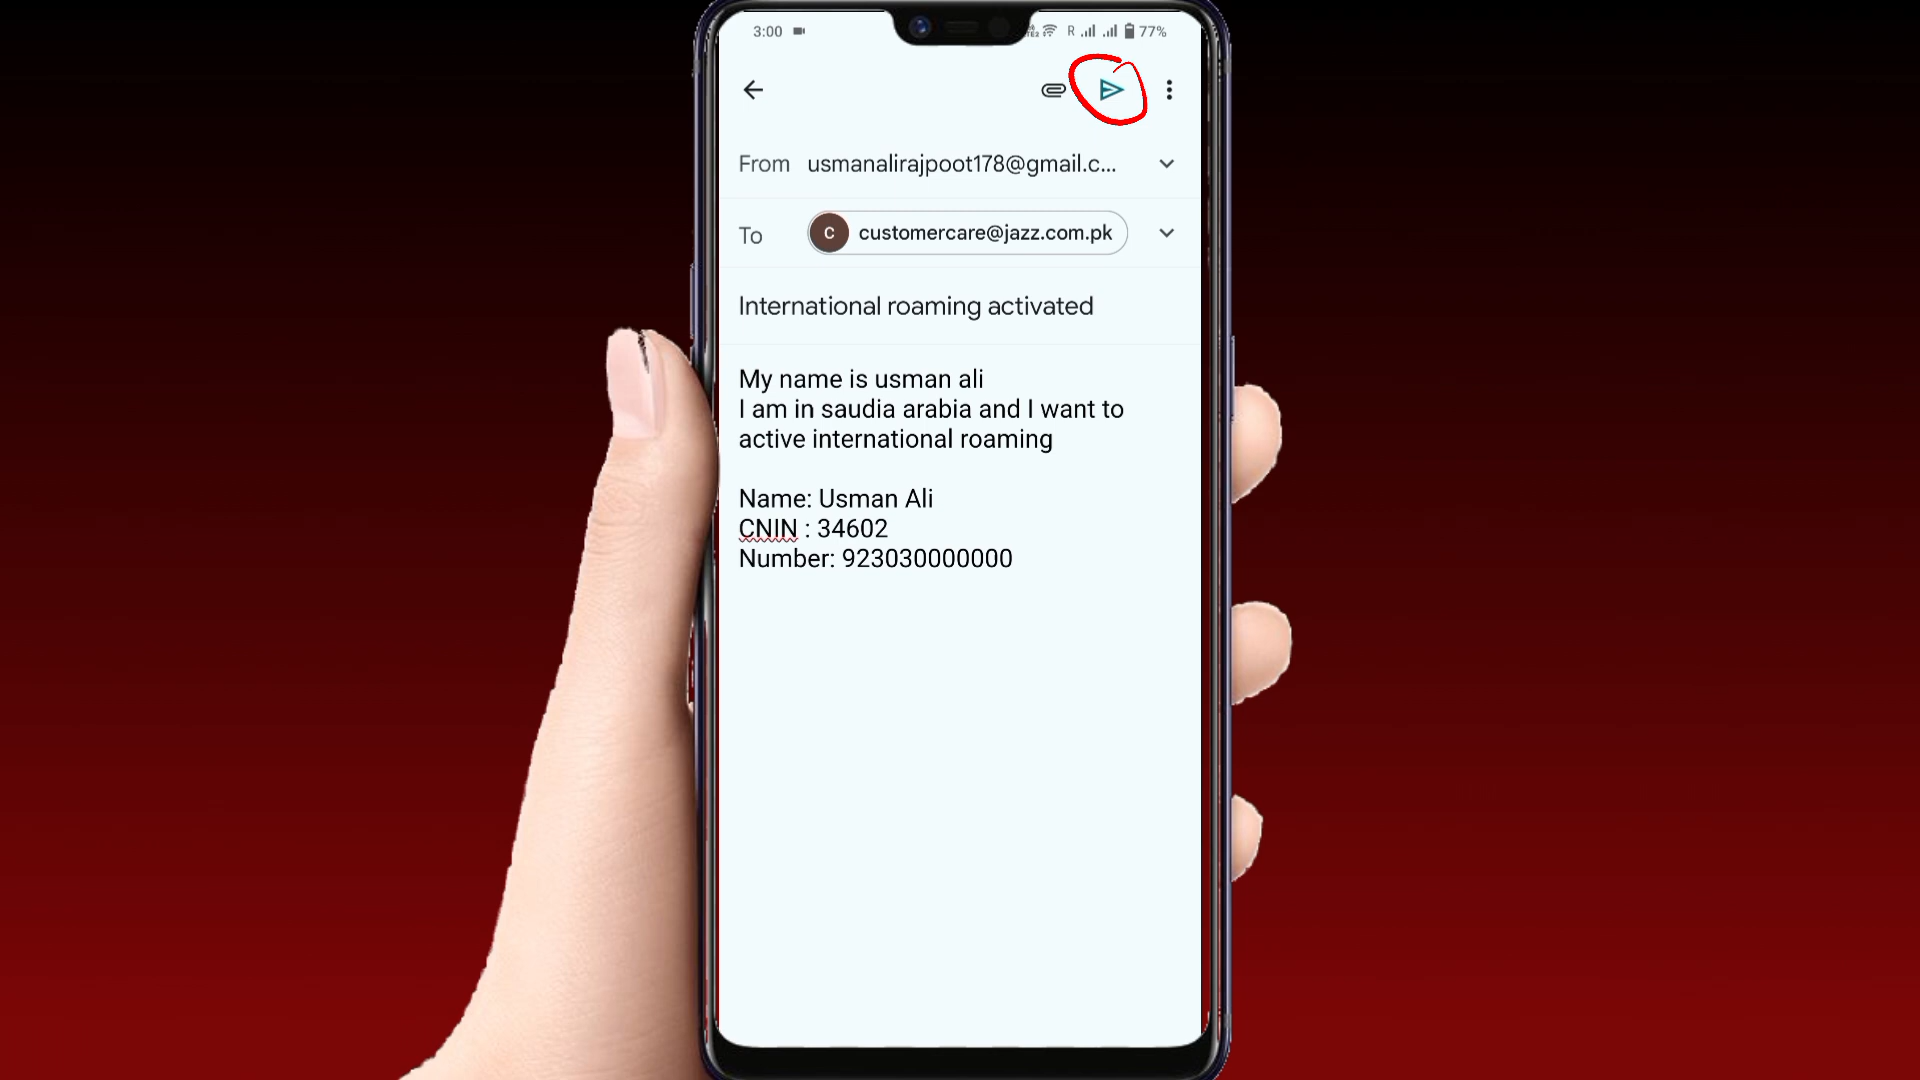 3:00 R 77%
From usmanalirajpoot178@gmail.c...
To C customercare@jazz.com.pk
International roaming activated
My name is usman ali
I am in saudia arabia and I want to
active international roaming
Name: Usman Ali
CNIN : 34602
Number: 923030000000